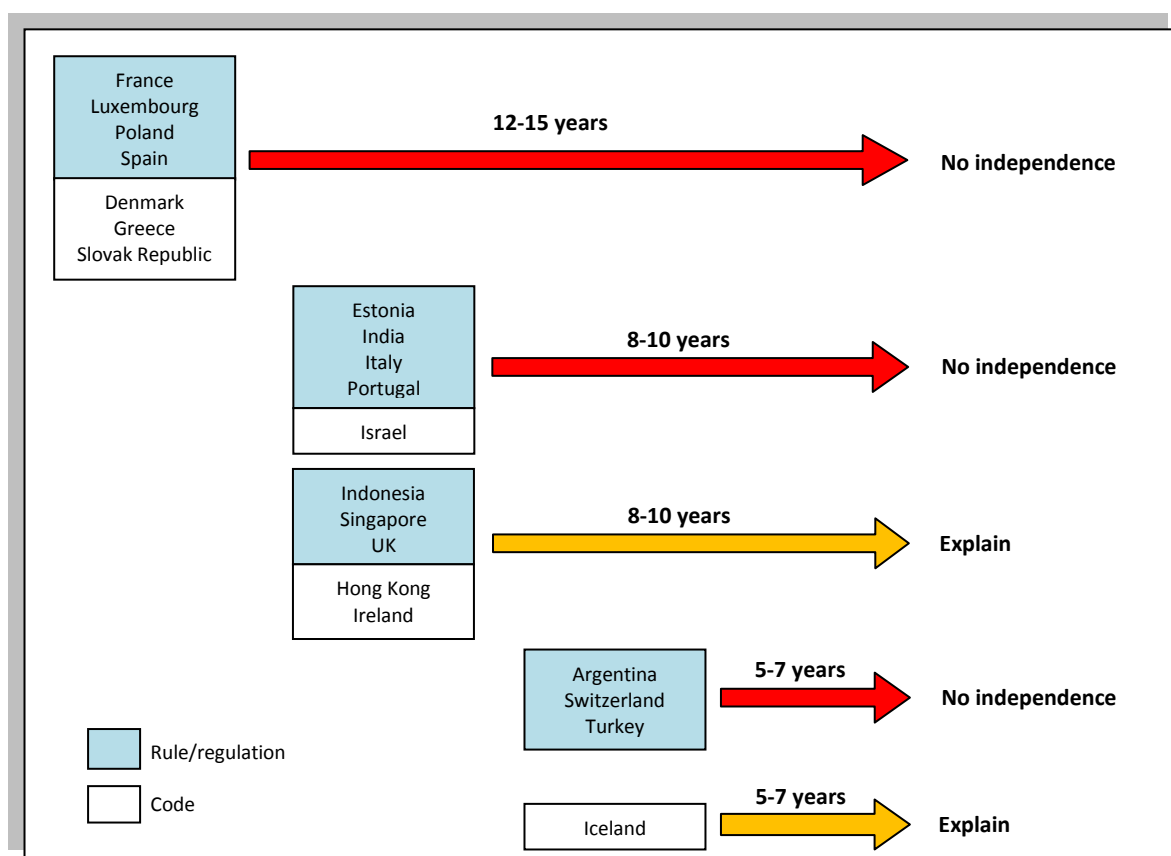 France
Luxembourg
Poland
Spain
Denmark
Greece
Slovak Republic
12-15 years
No independence
Estonia
India
Italy
Portugal
Israel
8-10 years
No independence
Indonesia
Singapore
UK
Hong Kong
Ireland
8-10 years
Explain
Argentina
Switzerland
Turkey
5-7 years
No independence
Rule/regulation
Code
Iceland
5-7 years
Explain